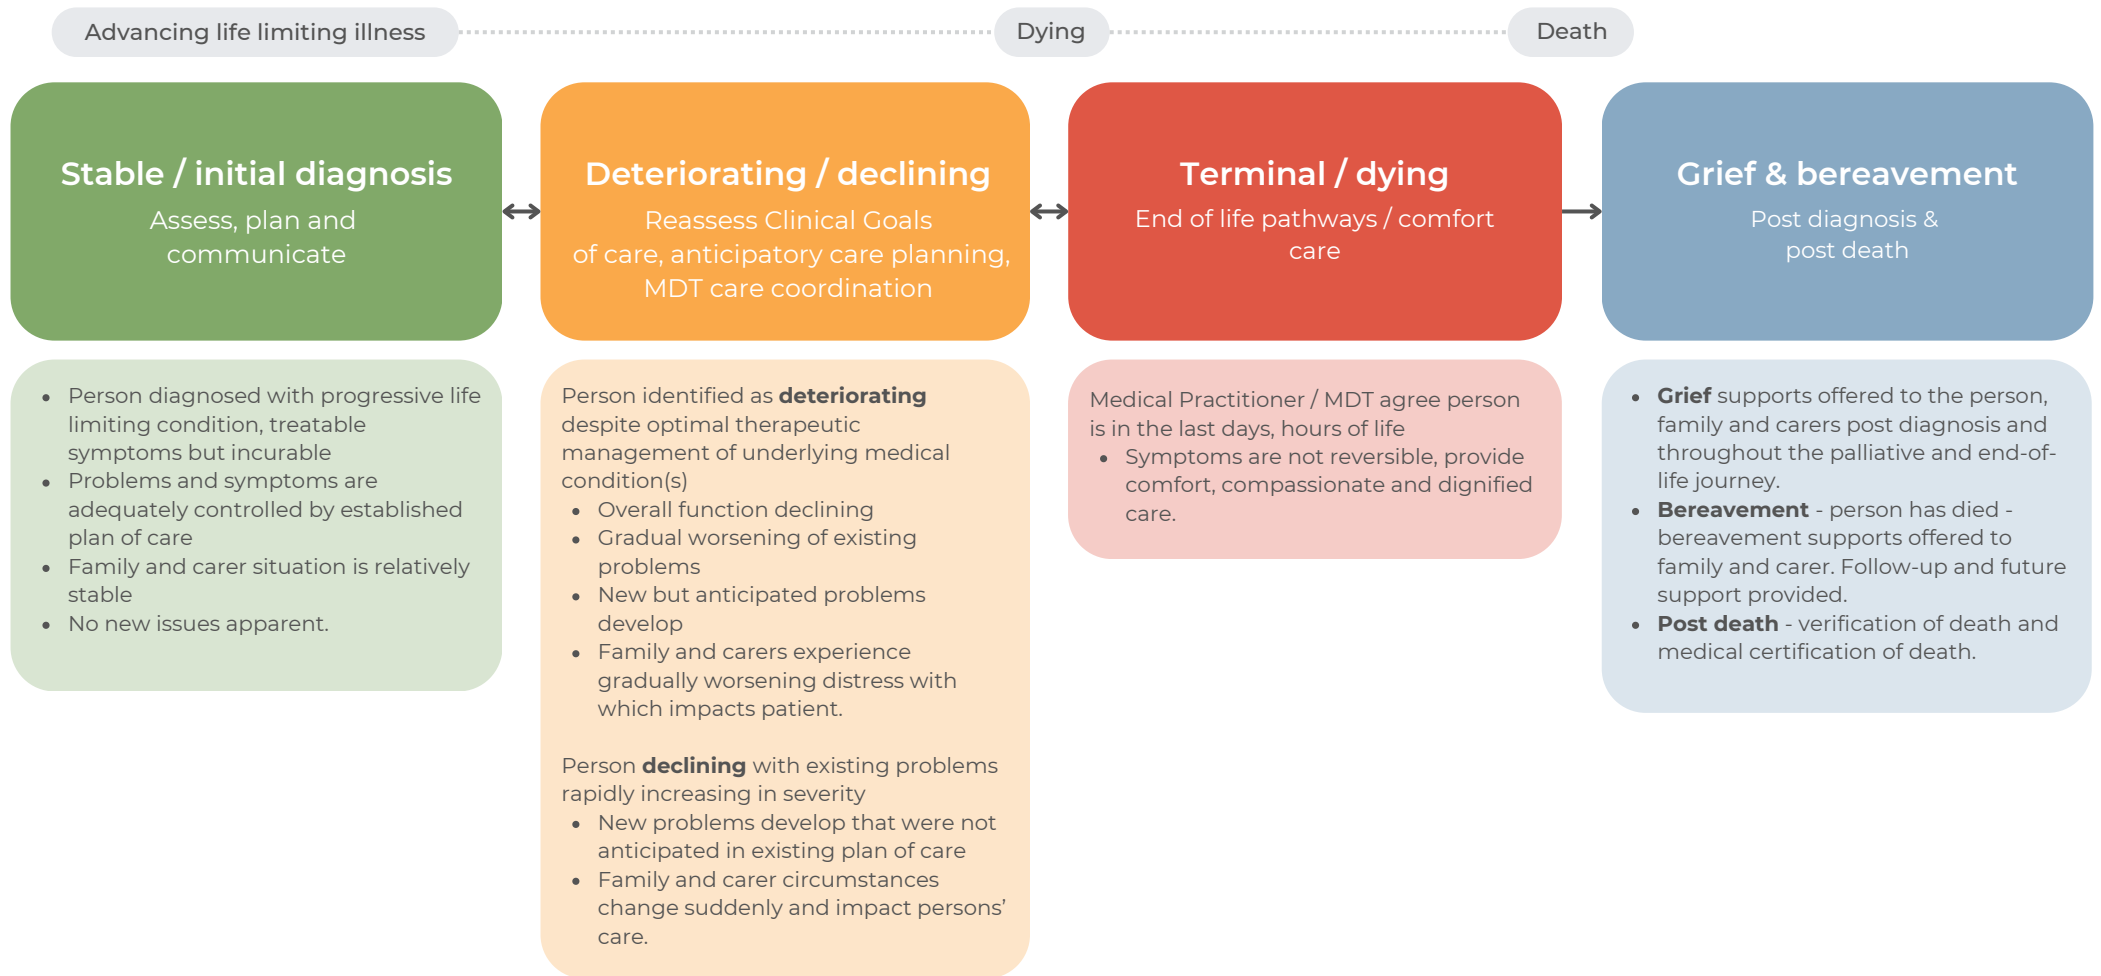 Advancing life limiting illness
Dying
Death
Stable / initial diagnosis
Assess, plan and
communicate
Deteriorating / declining
Reassess Clinical Goals
of care, anticipatory care planning,
MDT care coordination
Terminal / dying
End of life pathways / comfort
care
Grief & bereavement
Post diagnosis &
post death
• Person diagnosed with progressive life
limiting condition, treatable
symptoms but incurable
• Problems and symptoms are
adequately controlled by established
plan of care
• Family and carer situation is relatively
stable
• No new issues apparent.
Person identified as deteriorating
despite optimal therapeutic
management of underlying medical
condition(s)
• Overall function declining
• Gradual worsening of existing
problems
• New but anticipated problems
develop
• Family and carers experience
gradually worsening distress with
which impacts patient.
Person declining with existing problems
rapidly increasing in severity
• New problems develop that were not
anticipated in existing plan of care
• Family and carer circumstances
change suddenly and impact persons’
care.
Medical Practitioner / MDT agree person
is in the last days, hours of life
• Symptoms are not reversible, provide
comfort, compassionate and dignified
care.
• Grief supports offered to the person,
family and carers post diagnosis and
throughout the palliative and end-of-
life journey.
• Bereavement - person has died -
bereavement supports offered to
family and carer. Follow-up and future
support provided.
• Post death - verification of death and
medical certification of death.